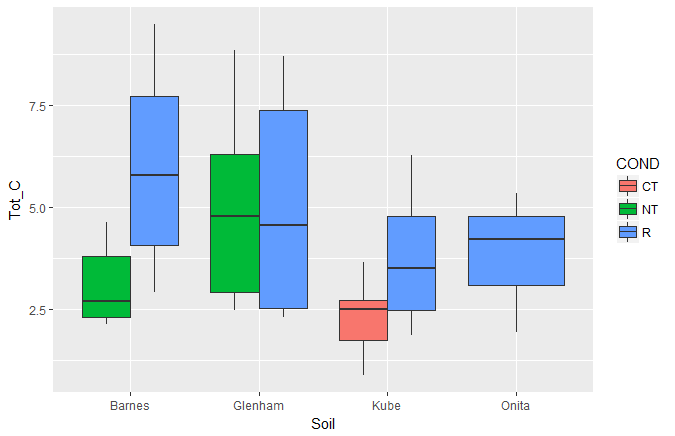 Tot_C
7.5
5.0
2.5
Barnes Glenham Kube Onita
Soil
COND
CT
NT
R